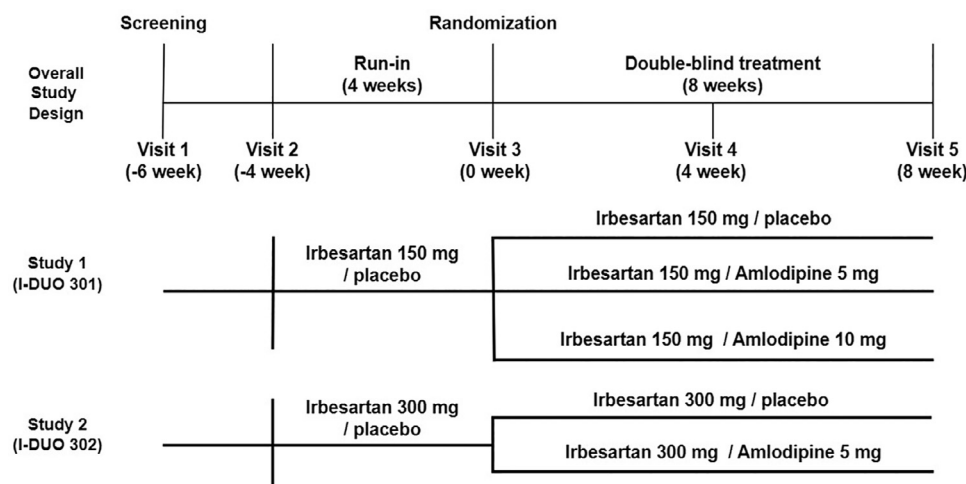 Screening
Randomization
Overall
Study
Design
Run-in
(4 weeks)
Double-blind treatment
(8 weeks)
Visit 1
(-6 week)
Visit 2
(-4 week)
Visit 3
(0 week)
Visit 4
(4 week)
Visit 5
(8 week)
Study 1
(I-DUO 301)
Irbesartan 150 mg
/ placebo
Irbesartan 150 mg / placebo
Irbesartan 150 mg / Amlodipine 5 mg
Irbesartan 150 mg / Amlodipine 10 mg
Study 2
(I-DUO 302)
Irbesartan 300 mg
/ placebo
Irbesartan 300 mg / placebo
Irbesartan 300 mg / Amlodipine 5 mg